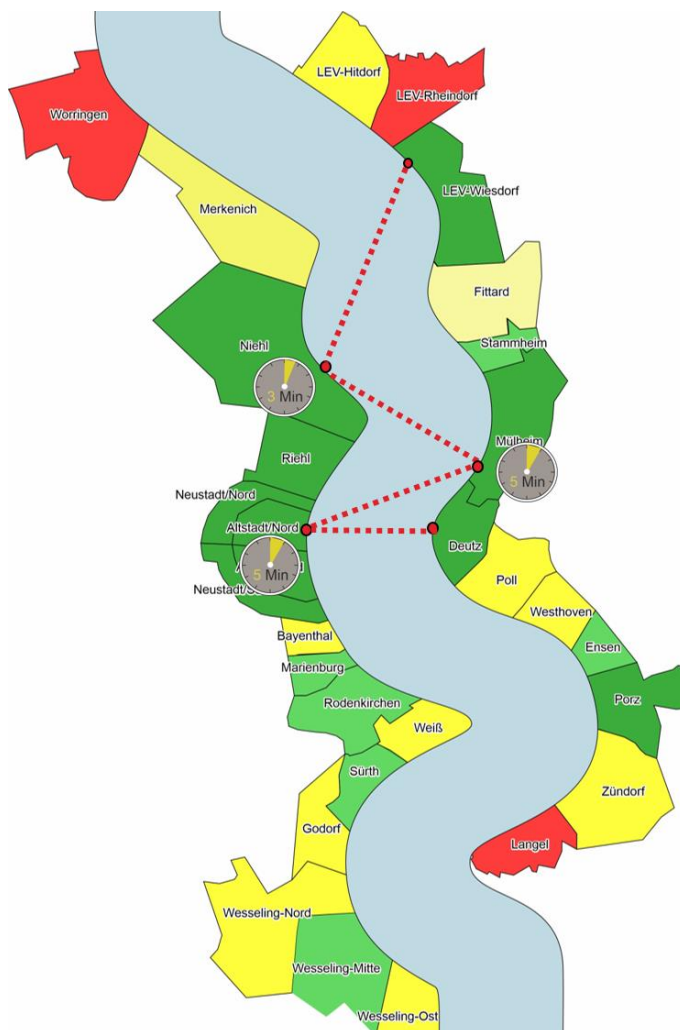 LEV-Hitdorf
LEV-Rheindorf
Worringen
LEV-Wiesdorf
Merkenich
Fittard
Stammheim
Niehl
3 Min
Mülheim
5 Min
Riehl
Neustadt/Nord
Altstadt/Nord
Deutz
5 Min
Poll
Westhoven
Bayenthal
Ensen
Marienburg
Porz
Rodenkirchen
Weiß
Sürth
Zündorf
Godorf
Langel
Wesseling-Nord
Wesseling-Mitte
Wesseling-Ost